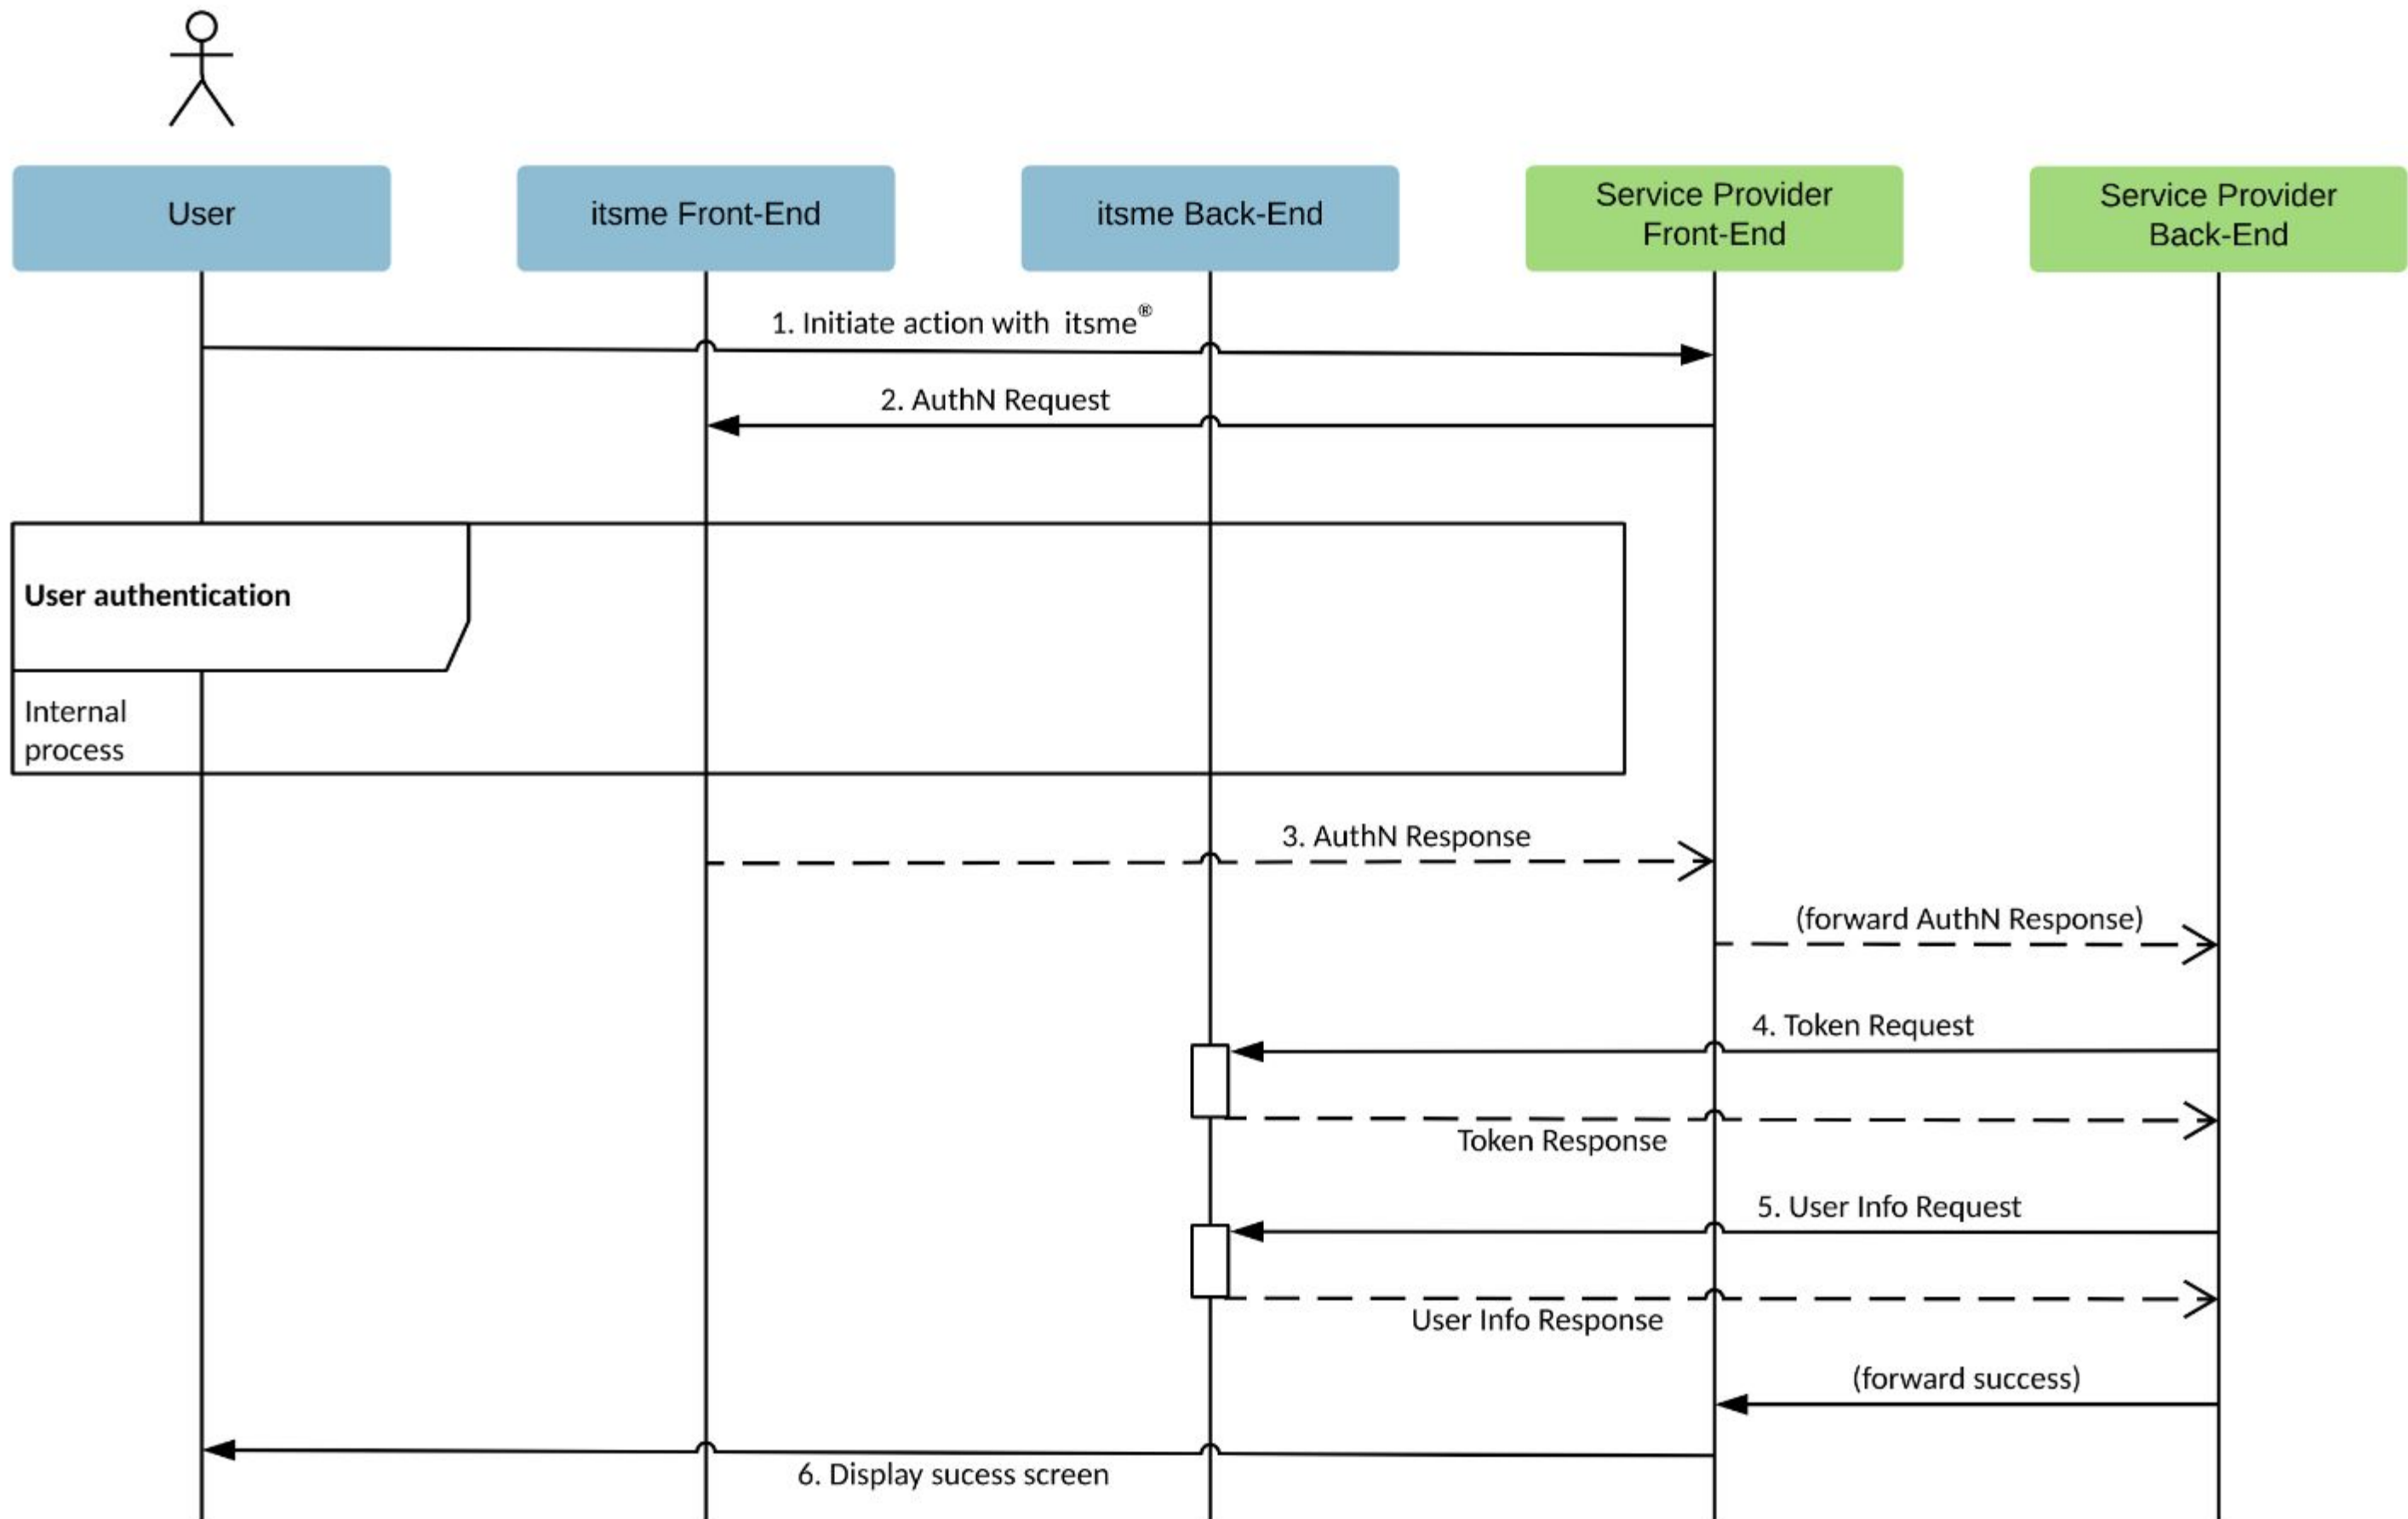 User
itsme Front-End
itsme Back-End
Service Provider
Front-End
Service Provider
Back-End
1. Initiate action with itsme®
2. AuthN Request
User authentication
Internal
process
3. AuthN Response
(forward AuthN Response)
4. Token Request
Token Response
5. User Info Request
User Info Response
(forward success)
6. Display sucess screen